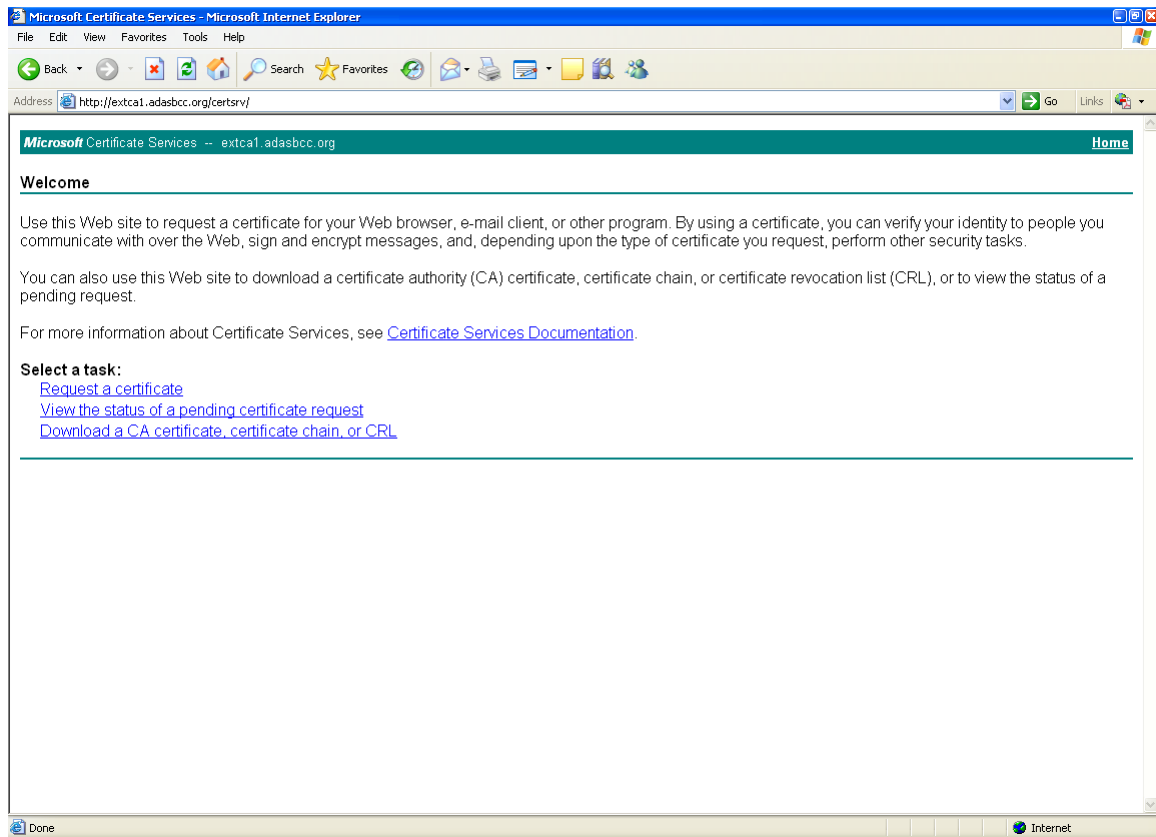 Microsoft Certificate Services - Microsoft Internet Explorer
File Edit View Favorites Tools Help
Back Search Favorites
Address http://extca1.adasbcc.org/certsrv/ Go Links
Microsoft Certificate Services -- extca1.adasbcc.org Home
Welcome
Use this Web site to request a certificate for your Web browser, e-mail client, or other program. By using a certificate, you can verify your identity to people you
communicate with over the Web, sign and encrypt messages, and, depending upon the type of certificate you request, perform other security tasks.
You can also use this Web site to download a certificate authority (CA) certificate, certificate chain, or certificate revocation list (CRL), or to view the status of a
pending request.
For more information about Certificate Services, see Certificate Services Documentation.
Select a task:
Request a certificate
View the status of a pending certificate request
Download a CA certificate, certificate chain, or CRL
Done Internet